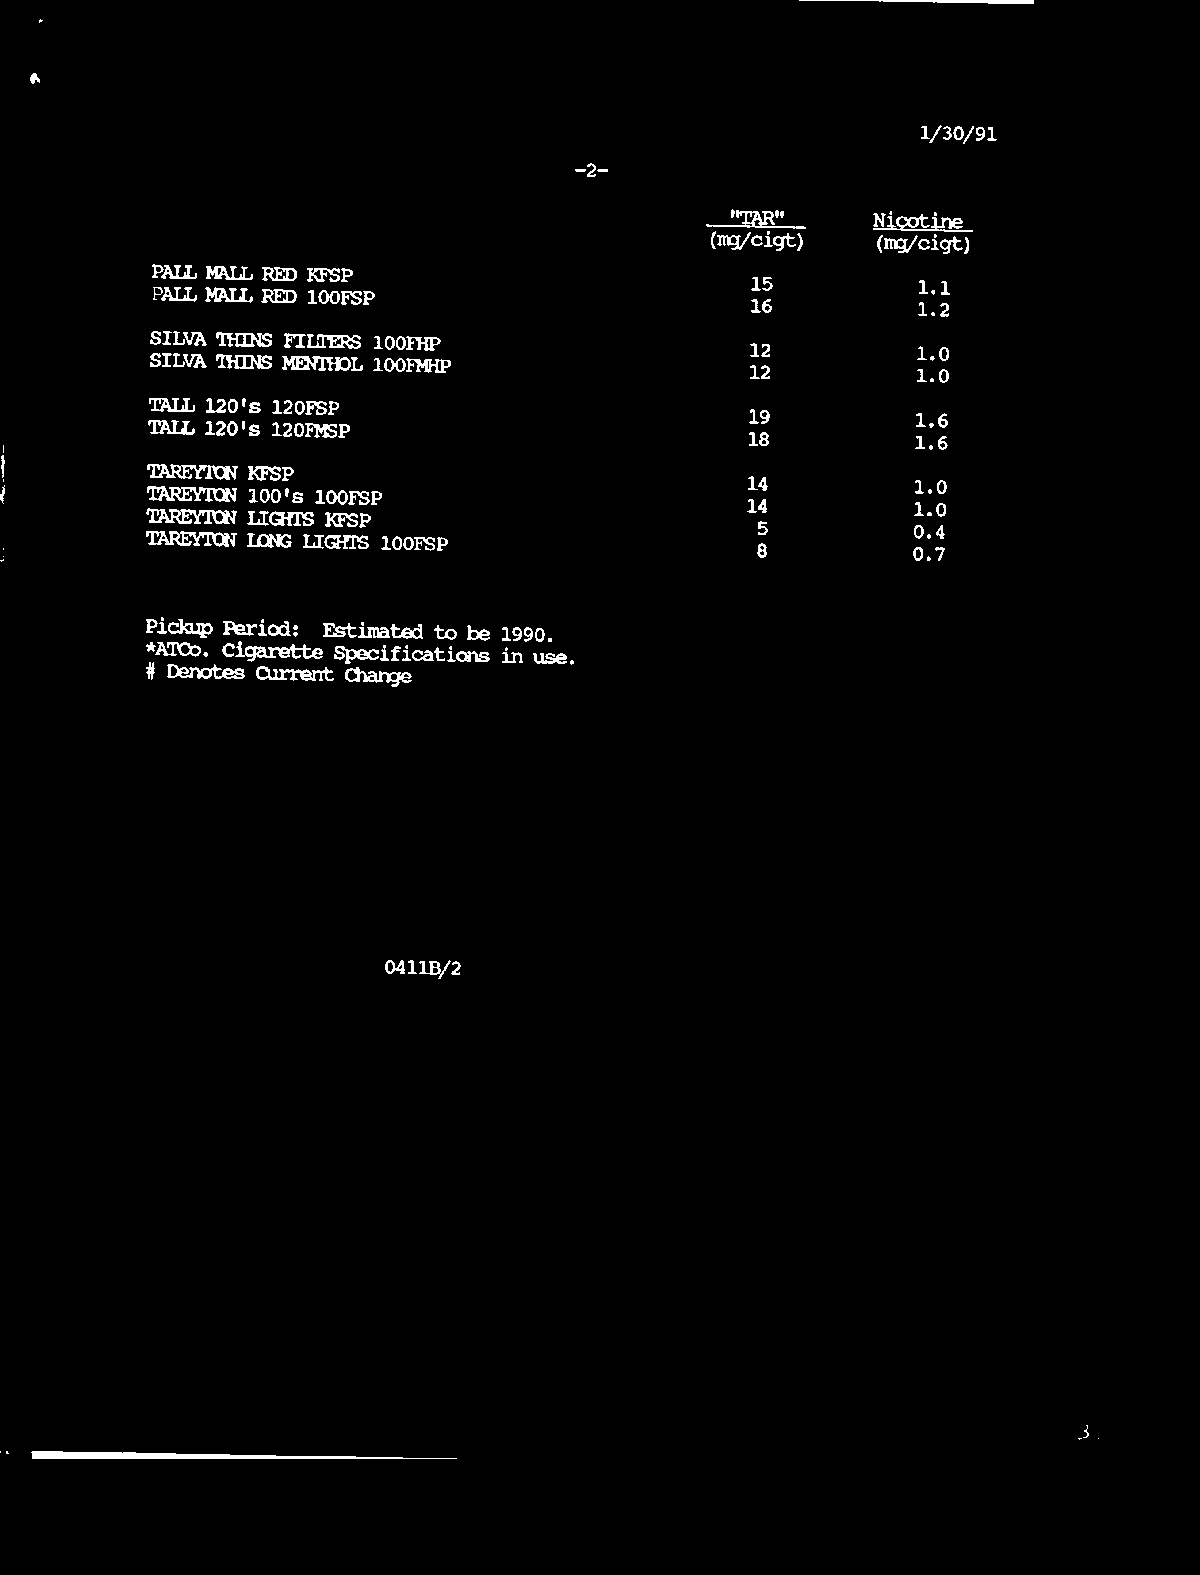 1/30/91
-2-
"TAR" Nicotine
(mg/cigt) (mg/cigt)
PALL MALL RED KFSP 15 1.1
PALL MALL RED 100FSP 16 1.2
SILVA THINS FILTERS 100FHP 12 1.0
SILVA THINS MENTHOL 100FMHP 12 1.0
TALL 120's 120FSP 19 1.6
TALL 120's 120FMSP 18 1.6
TAREYTON KFSP 14 1.0
TAREYTON 100's 100FSP 14 1.0
TAREYTON LIGHTS KFSP 5 0.4
TAREYTON LONG LIGHTS 100FSP 8 0.7
Pickup Period: Estimated to be 1990.
*ATCo. Cigarette Specifications in use.
# Denotes Current Change
0411B/2
3